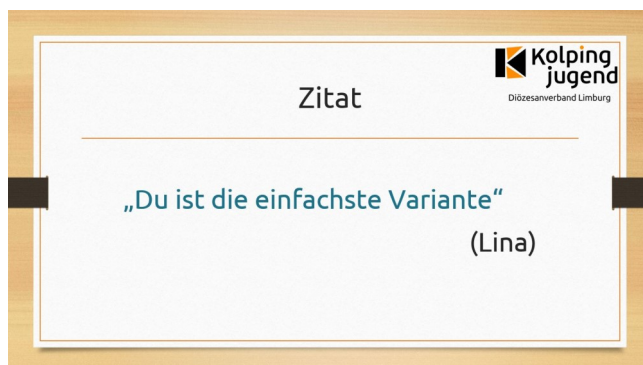 Kolping
jugend
Diözesanverband Limburg
Zitat
„Du ist die einfachste Variante“
(Lina)